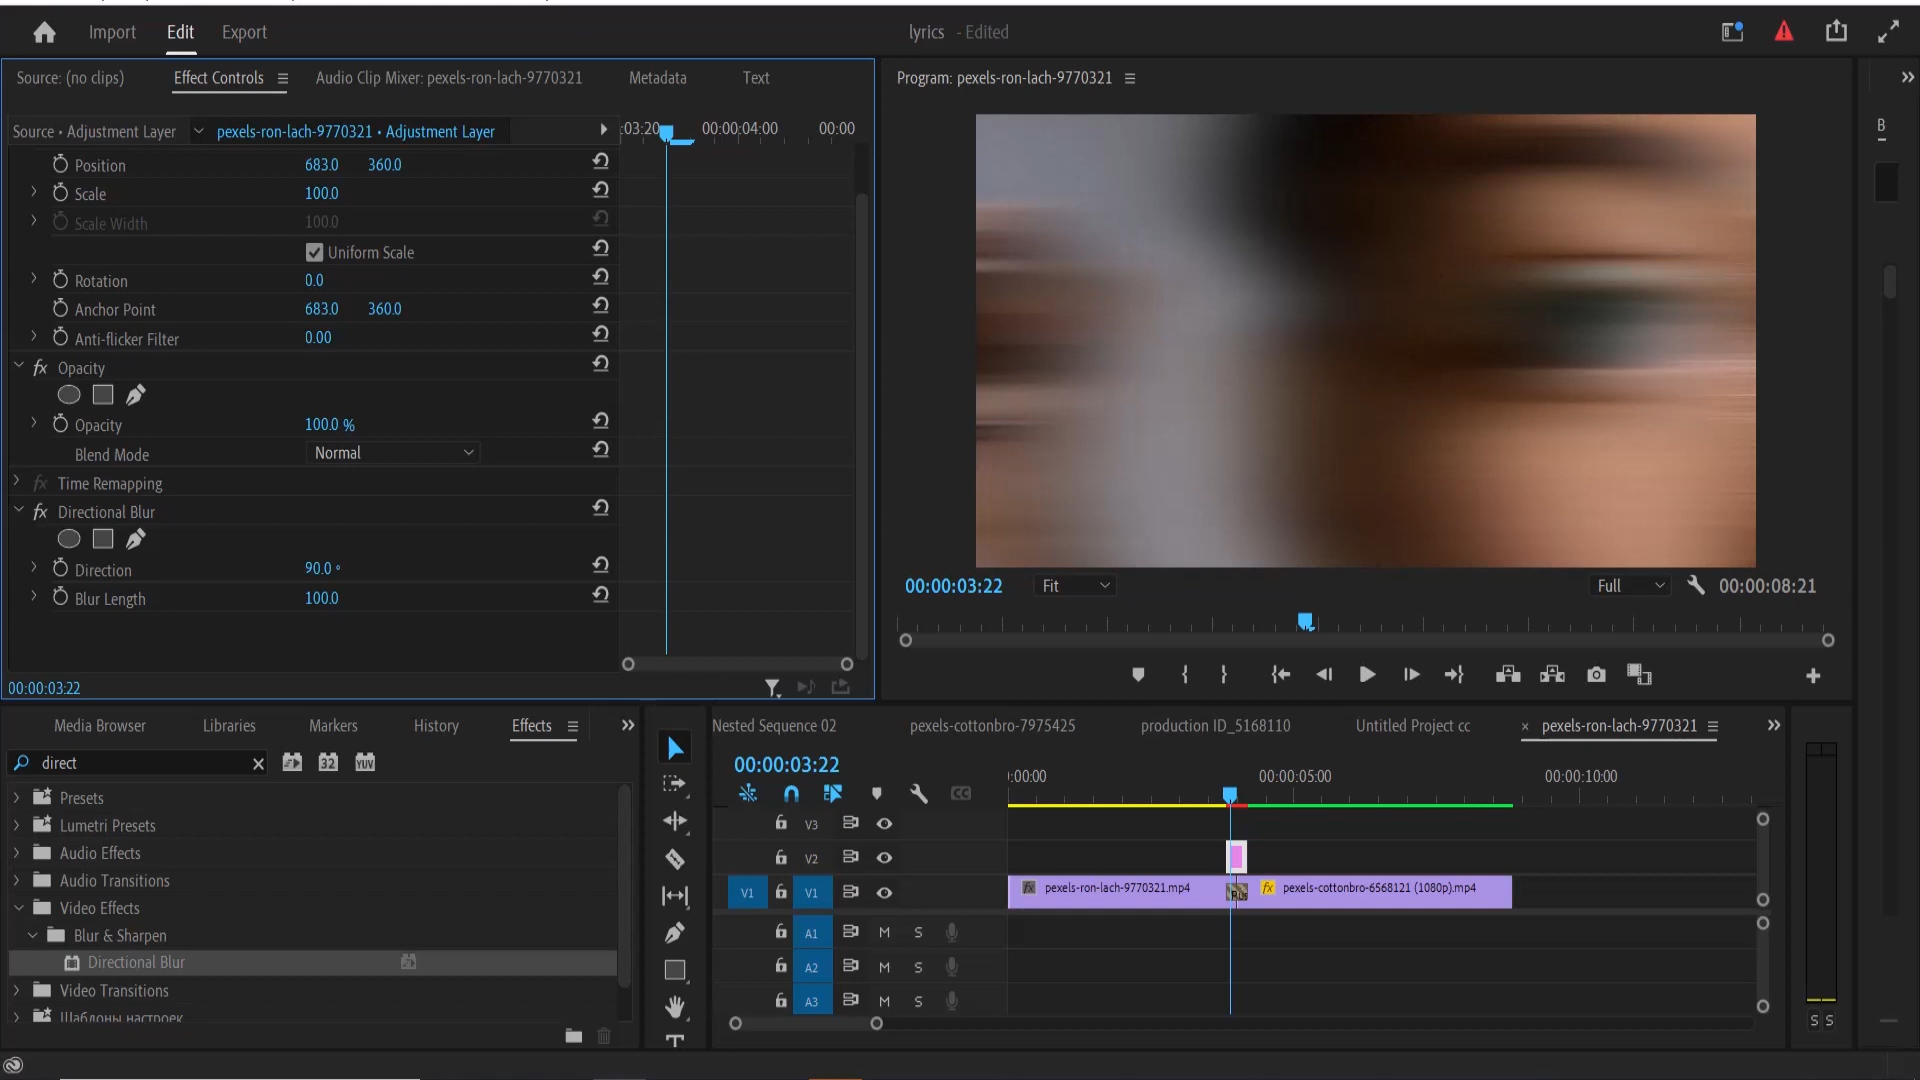 Import Edit Export lyrics - Edited
Source: (no clips) Effect Controls Audio Clip Mixer: pexels-ron-lach-9770321 Metadata Text Program: pexels-ron-lach-9770321
Source • Adjustment Layer pexels-ron-lach-9770321 • Adjustment Layer :03:20 00:00:04:00 00:00 B
Position 683.0 360.0
Scale 100.0
Scale Width 100.0
Uniform Scale
Rotation 0.0
Anchor Point 683.0 360.0
Anti-flicker Filter 0.00
fx Opacity
Opacity 100.0 %
Blend Mode Normal
fx Time Remapping
fx Directional Blur
Direction 90.0 °
Blur Length 100.0
00:00:03:22 Fit Full 00:00:08:21
00:00:03:22
Media Browser Libraries Markers History Effects
Nested Sequence 02 pexels-cottonbro-7975425 production ID_5168110 Untitled Project cc × pexels-ron-lach-9770321
direct 32 YUV
00:00:03:22 :00:00 00:00:05:00 00:00:10:00
CC
Presets
Lumetri Presets
Audio Effects
Audio Transitions
Video Effects
Blur & Sharpen
Directional Blur
Video Transitions
Шаблоны настроек
V3
V2
V1 V1 fx pexels-ron-lach-9770321.mp4 fx pexels-cottonbro-6568121 (1080p).mp4
A1 M S
A2 M S
A3 M S
S S